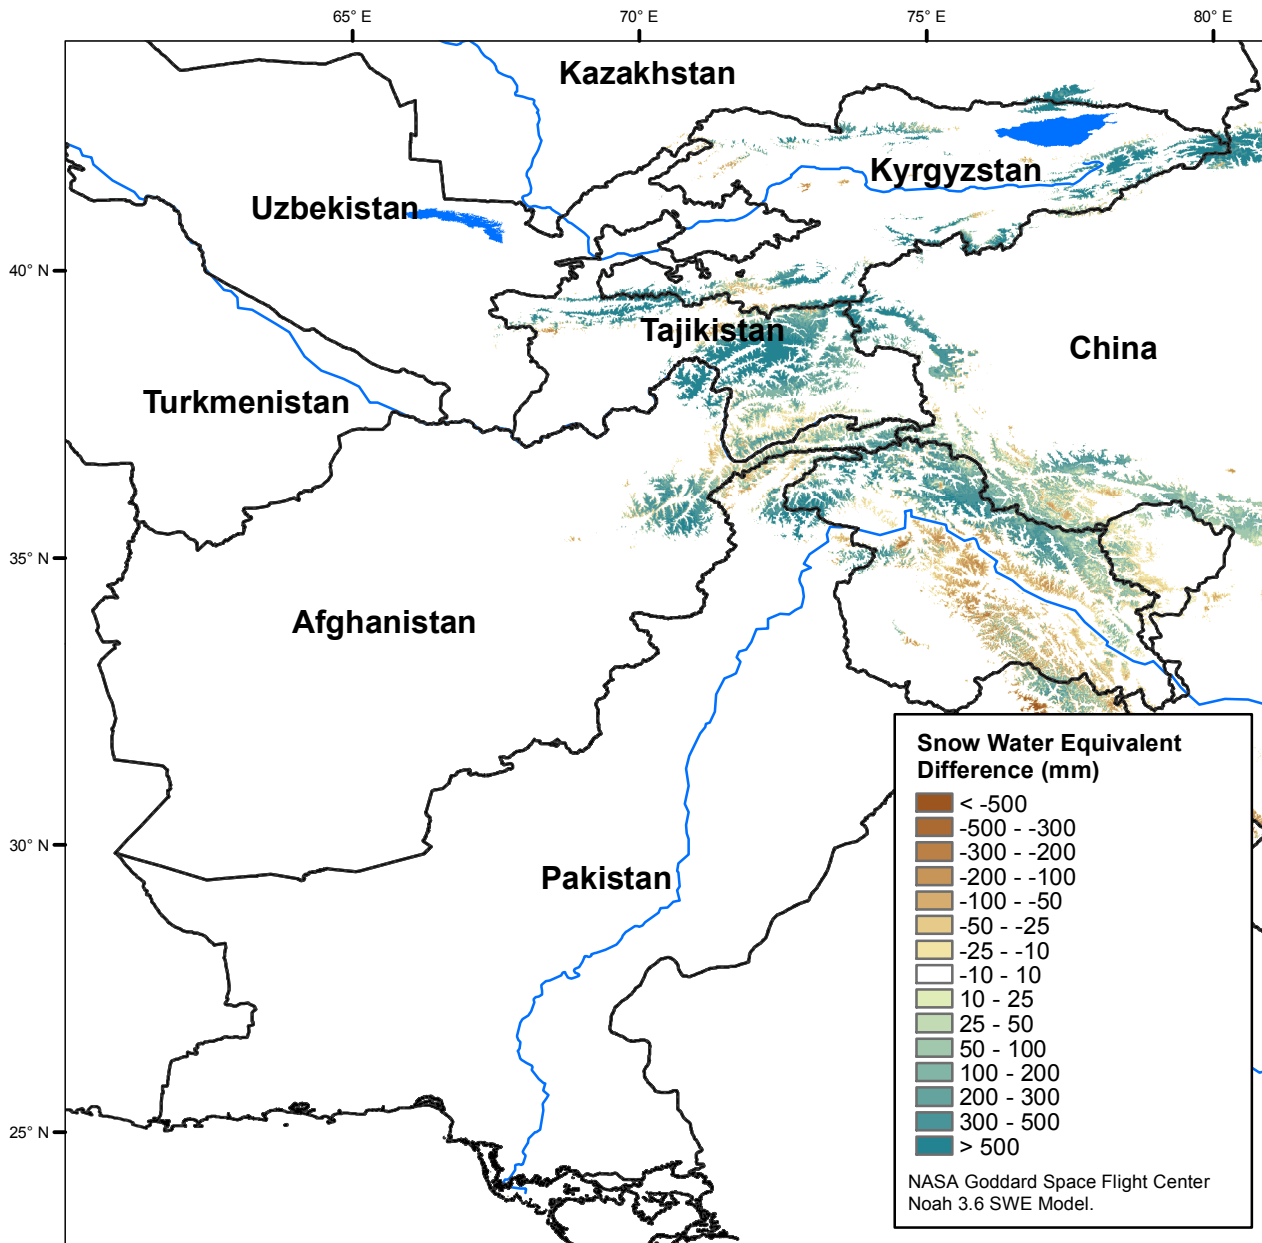 65° E
70° E
75° E
80° E
Kazakhstan
Kyrgyzstan
Uzbekistan
40° N
Tajikistan
China
Turkmenistan
35° N
Afghanistan
Snow Water Equivalent
Difference (mm)
< -500
-500 - -300
-300 - -200
-200 - -100
-100 - -50
-50 - -25
-25 - -10
-10 - 10
10 - 25
25 - 50
50 - 100
100 - 200
200 - 300
300 - 500
> 500
NASA Goddard Space Flight Center
Noah 3.6 SWE Model.
30° N
Pakistan
25° N